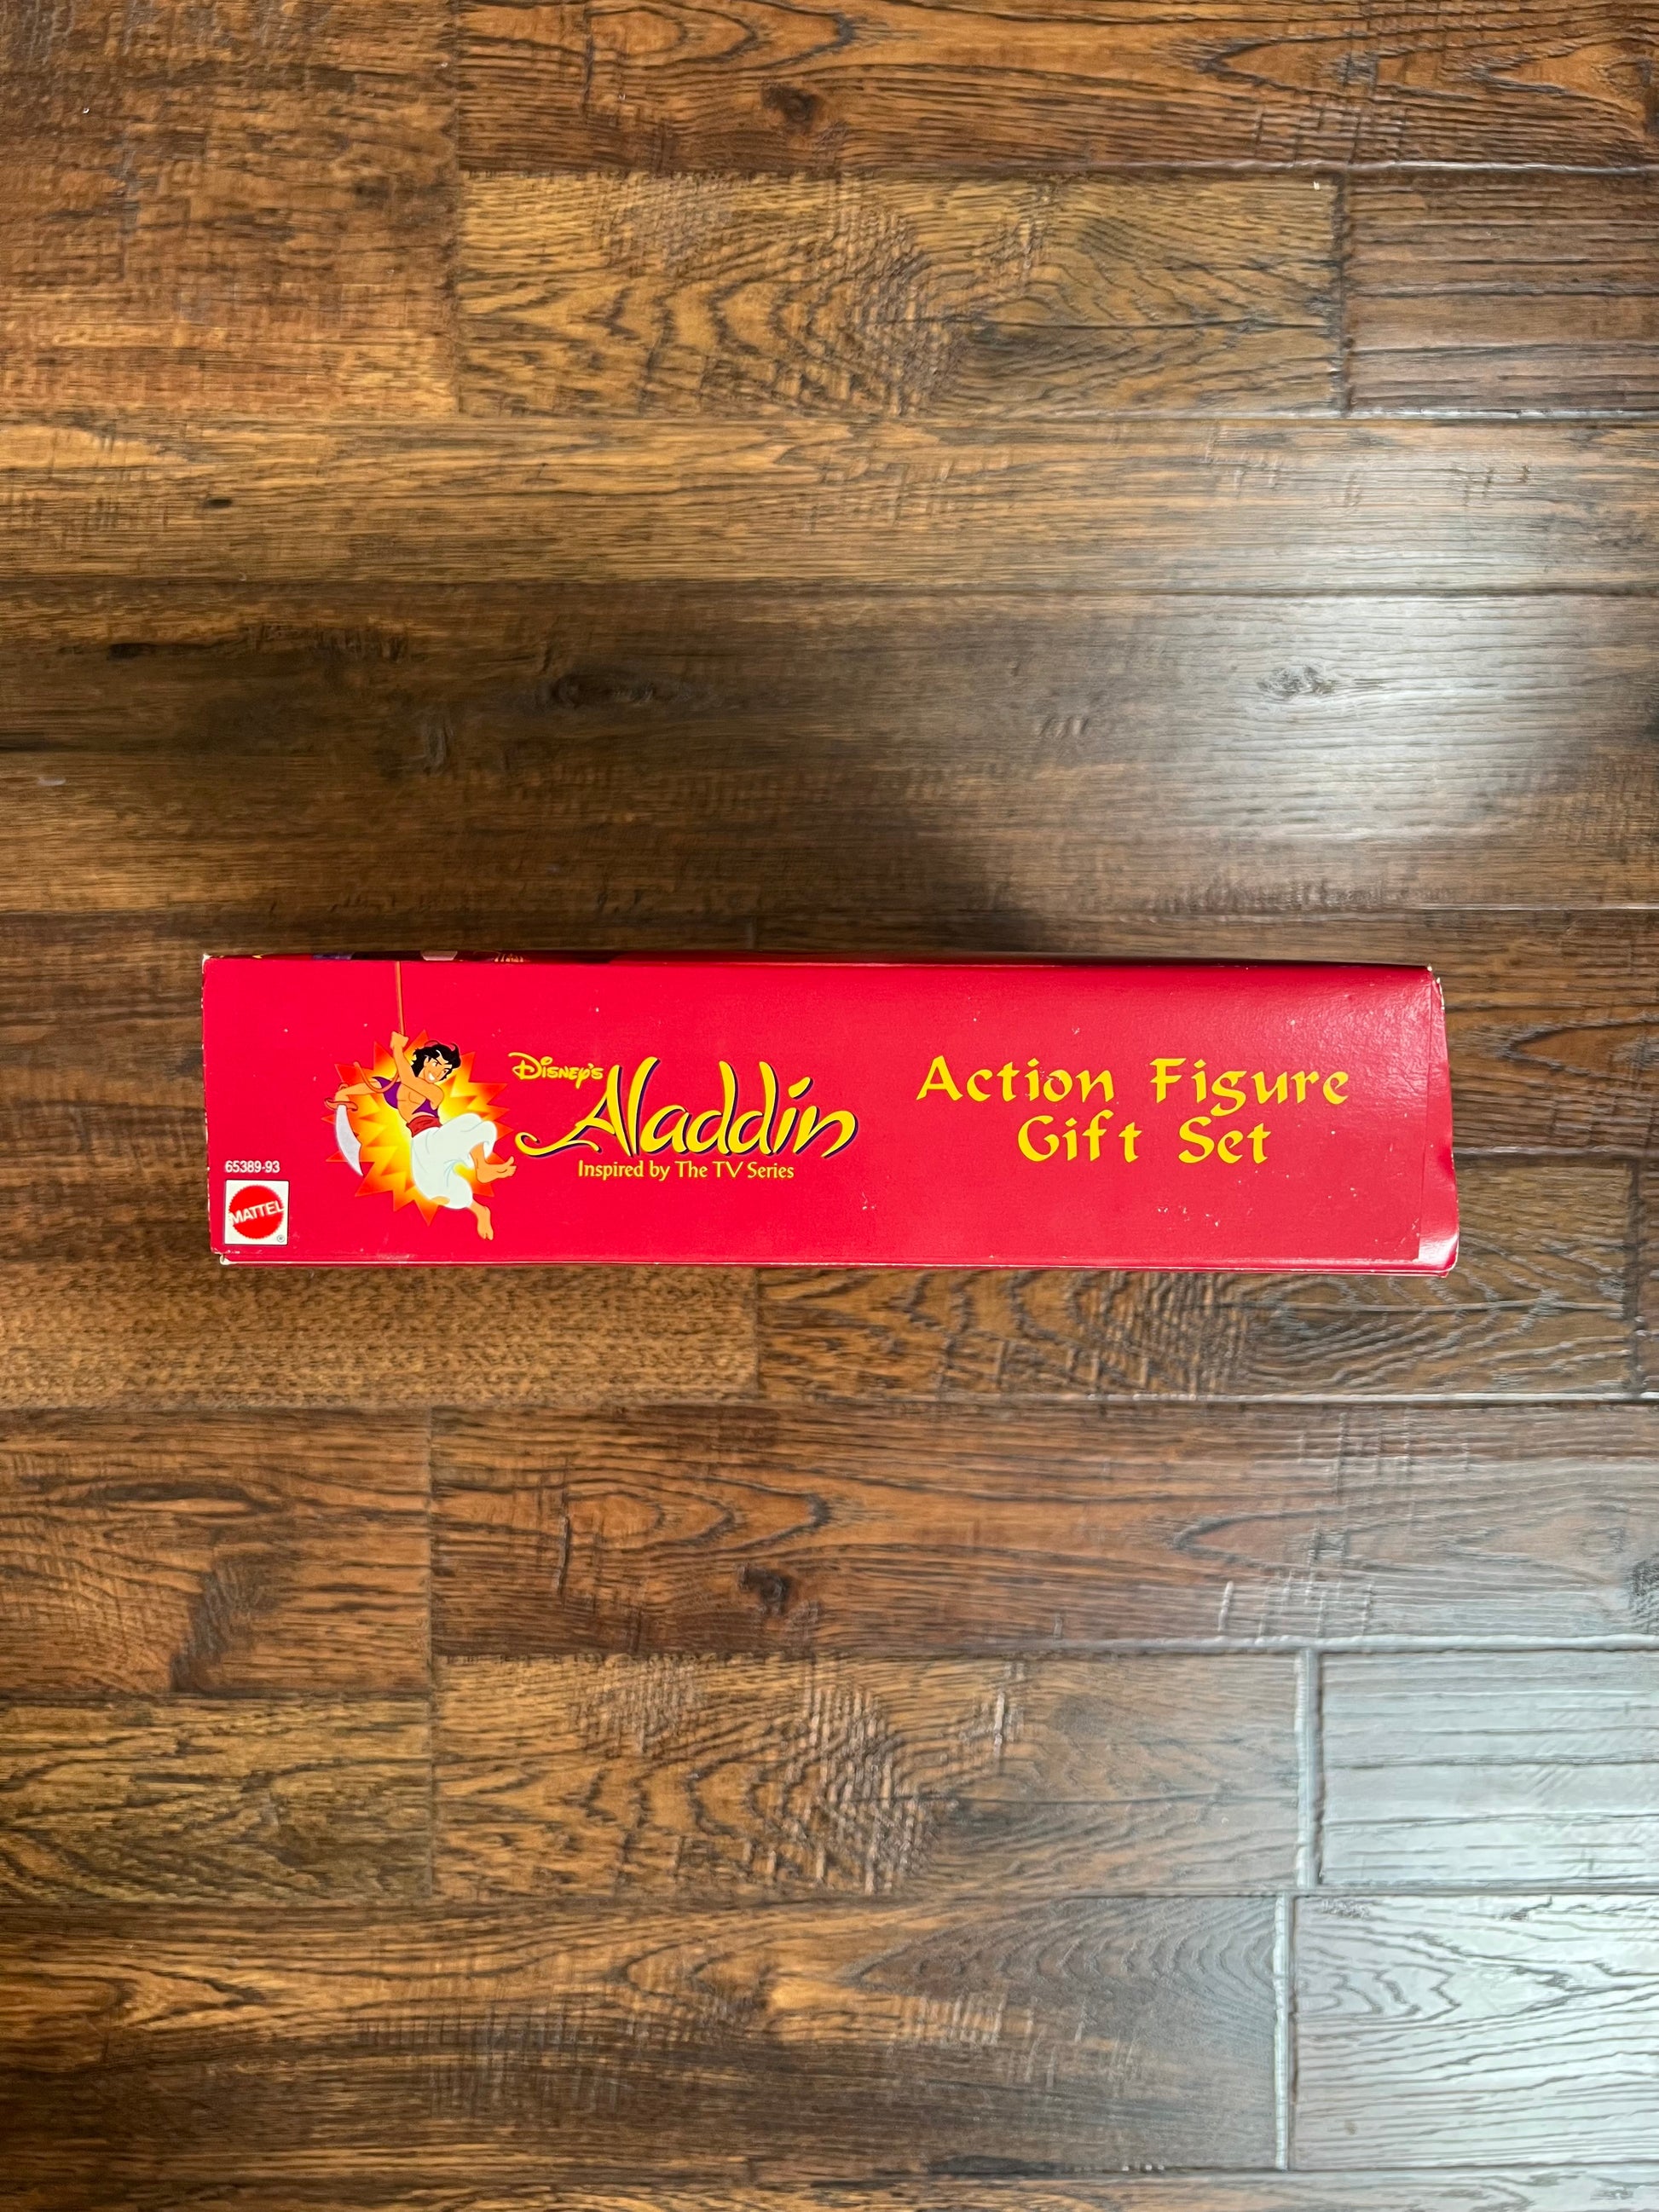 Disney's
Aladdin
Inspired by The TV Series
Action Figure
Gift Set
65389-93
MATTEL
®